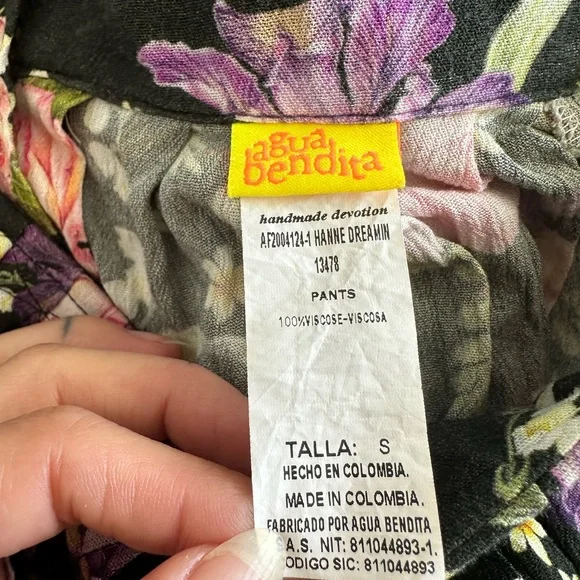 agua
bendita
handmade devotion
AF2004124-1 HANNE DREAMIN
13478
PANTS
100%VISCOSE-VISCOSA
TALLA: S
HECHO EN COLOMBIA.
MADE IN COLOMBIA.
FABRICADO POR AGUA BENDITA
.A.S. NIT: 811044893-1.
ODIGO SIC: 811044893